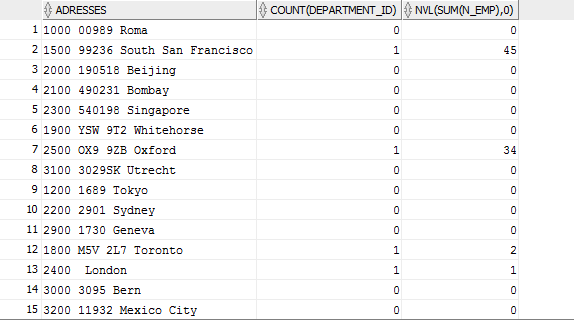 ADRESSES COUNT(DEPARTMENT_ID) NVL(SUM(N_EMP),0)
1 1000 00989 Roma 0 0
2 1500 99236 South San Francisco 1 45
3 2000 190518 Beijing 0 0
4 2100 490231 Bombay 0 0
5 2300 540198 Singapore 0 0
6 1900 YSW 9T2 Whitehorse 0 0
7 2500 OX9 9ZB Oxford 1 34
8 3100 3029SK Utrecht 0 0
9 1200 1689 Tokyo 0 0
10 2200 2901 Sydney 0 0
11 2900 1730 Geneva 0 0
12 1800 M5V 2L7 Toronto 1 2
13 2400  London 1 1
14 3000 3095 Bern 0 0
15 3200 11932 Mexico City 0 0